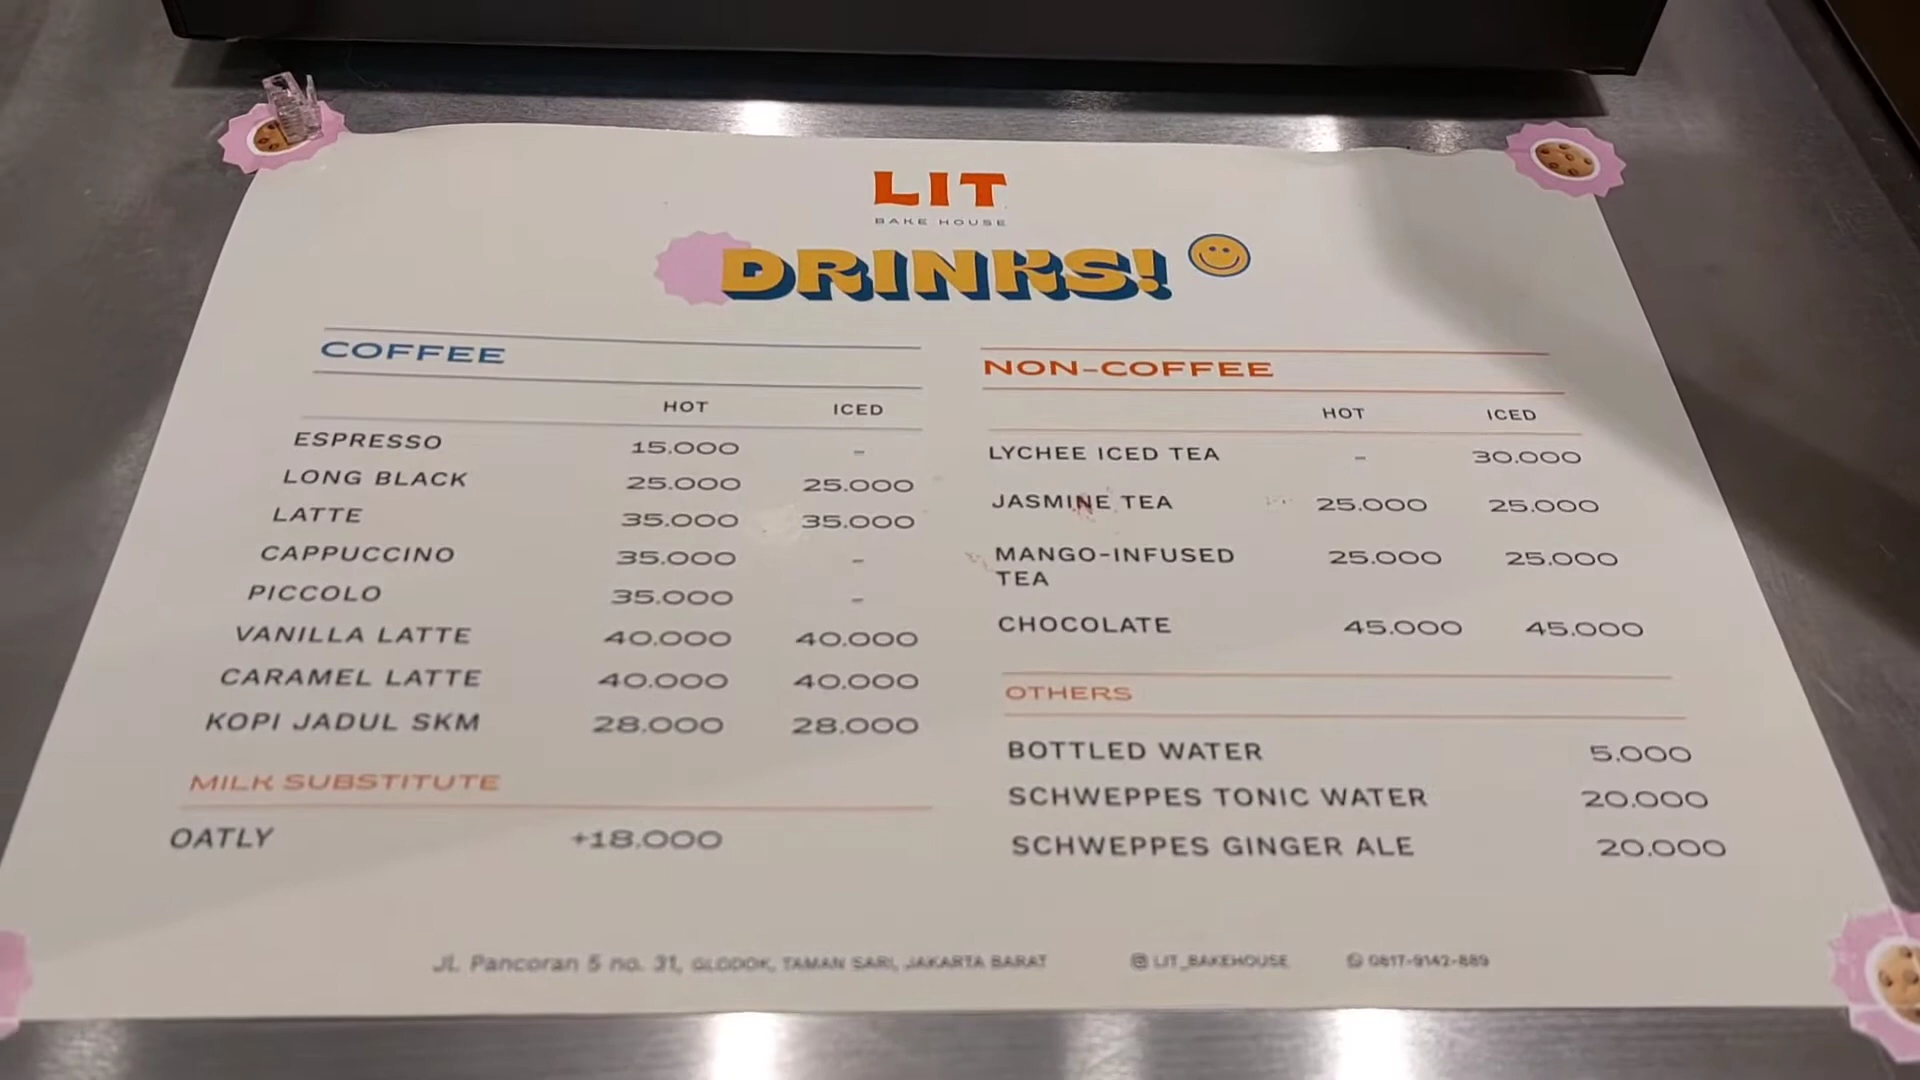 LIT
BAKE HOUSE
DRINKS!
COFFEE
HOT ICED
ESPRESSO 15.000 -
LONG BLACK 25.000 25.000
LATTE 35.000 35.000
CAPPUCCINO 35.000 -
PICCOLO 35.000 -
VANILLA LATTE 40.000 40.000
CARAMEL LATTE 40.000 40.000
KOPI JADUL SKM 28.000 28.000
MILK SUBSTITUTE
OATLY +18.000
NON-COFFEE
HOT ICED
LYCHEE ICED TEA - 30.000
JASMINE TEA 25.000 25.000
MANGO-INFUSED 25.000 25.000
TEA
CHOCOLATE 45.000 45.000
OTHERS
BOTTLED WATER 5.000
SCHWEPPES TONIC WATER 20.000
SCHWEPPES GINGER ALE 20.000
JL. Pancoran 5 no. 31, GLODOK, TAMAN SARI, JAKARTA BARAT LIT_BAKEHOUSE 0817-9142-889